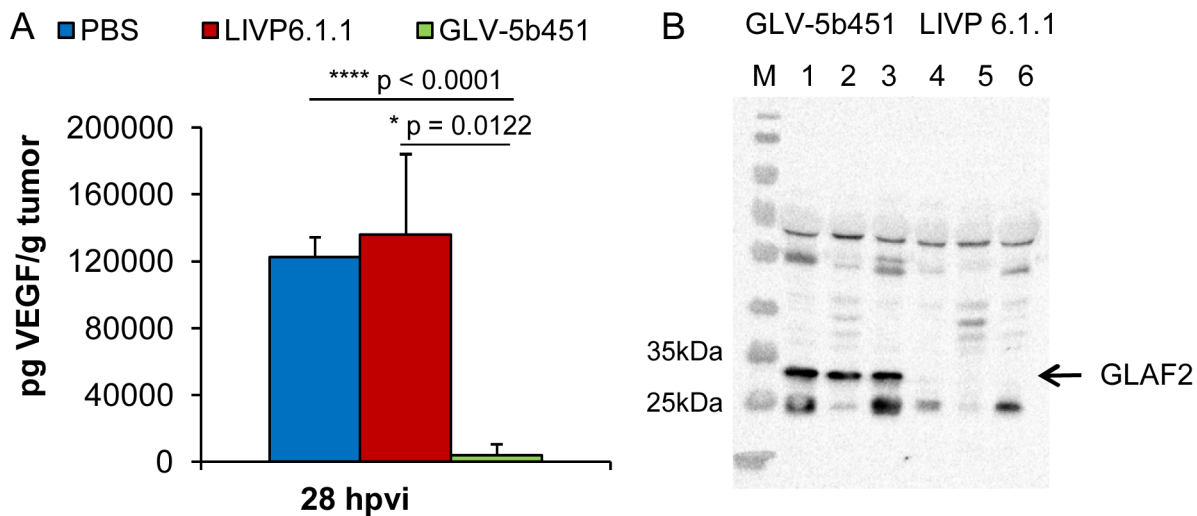 A PBS LIVP6.1.1 GLV-5b451
**** p < 0.0001
* p = 0.0122
pg VEGF/g tumor
200000
160000
120000
80000
40000
0
28 hpvi
B GLV-5b451 LIVP 6.1.1
M 1 2 3 4 5 6
35kDa
25kDa
GLAF2